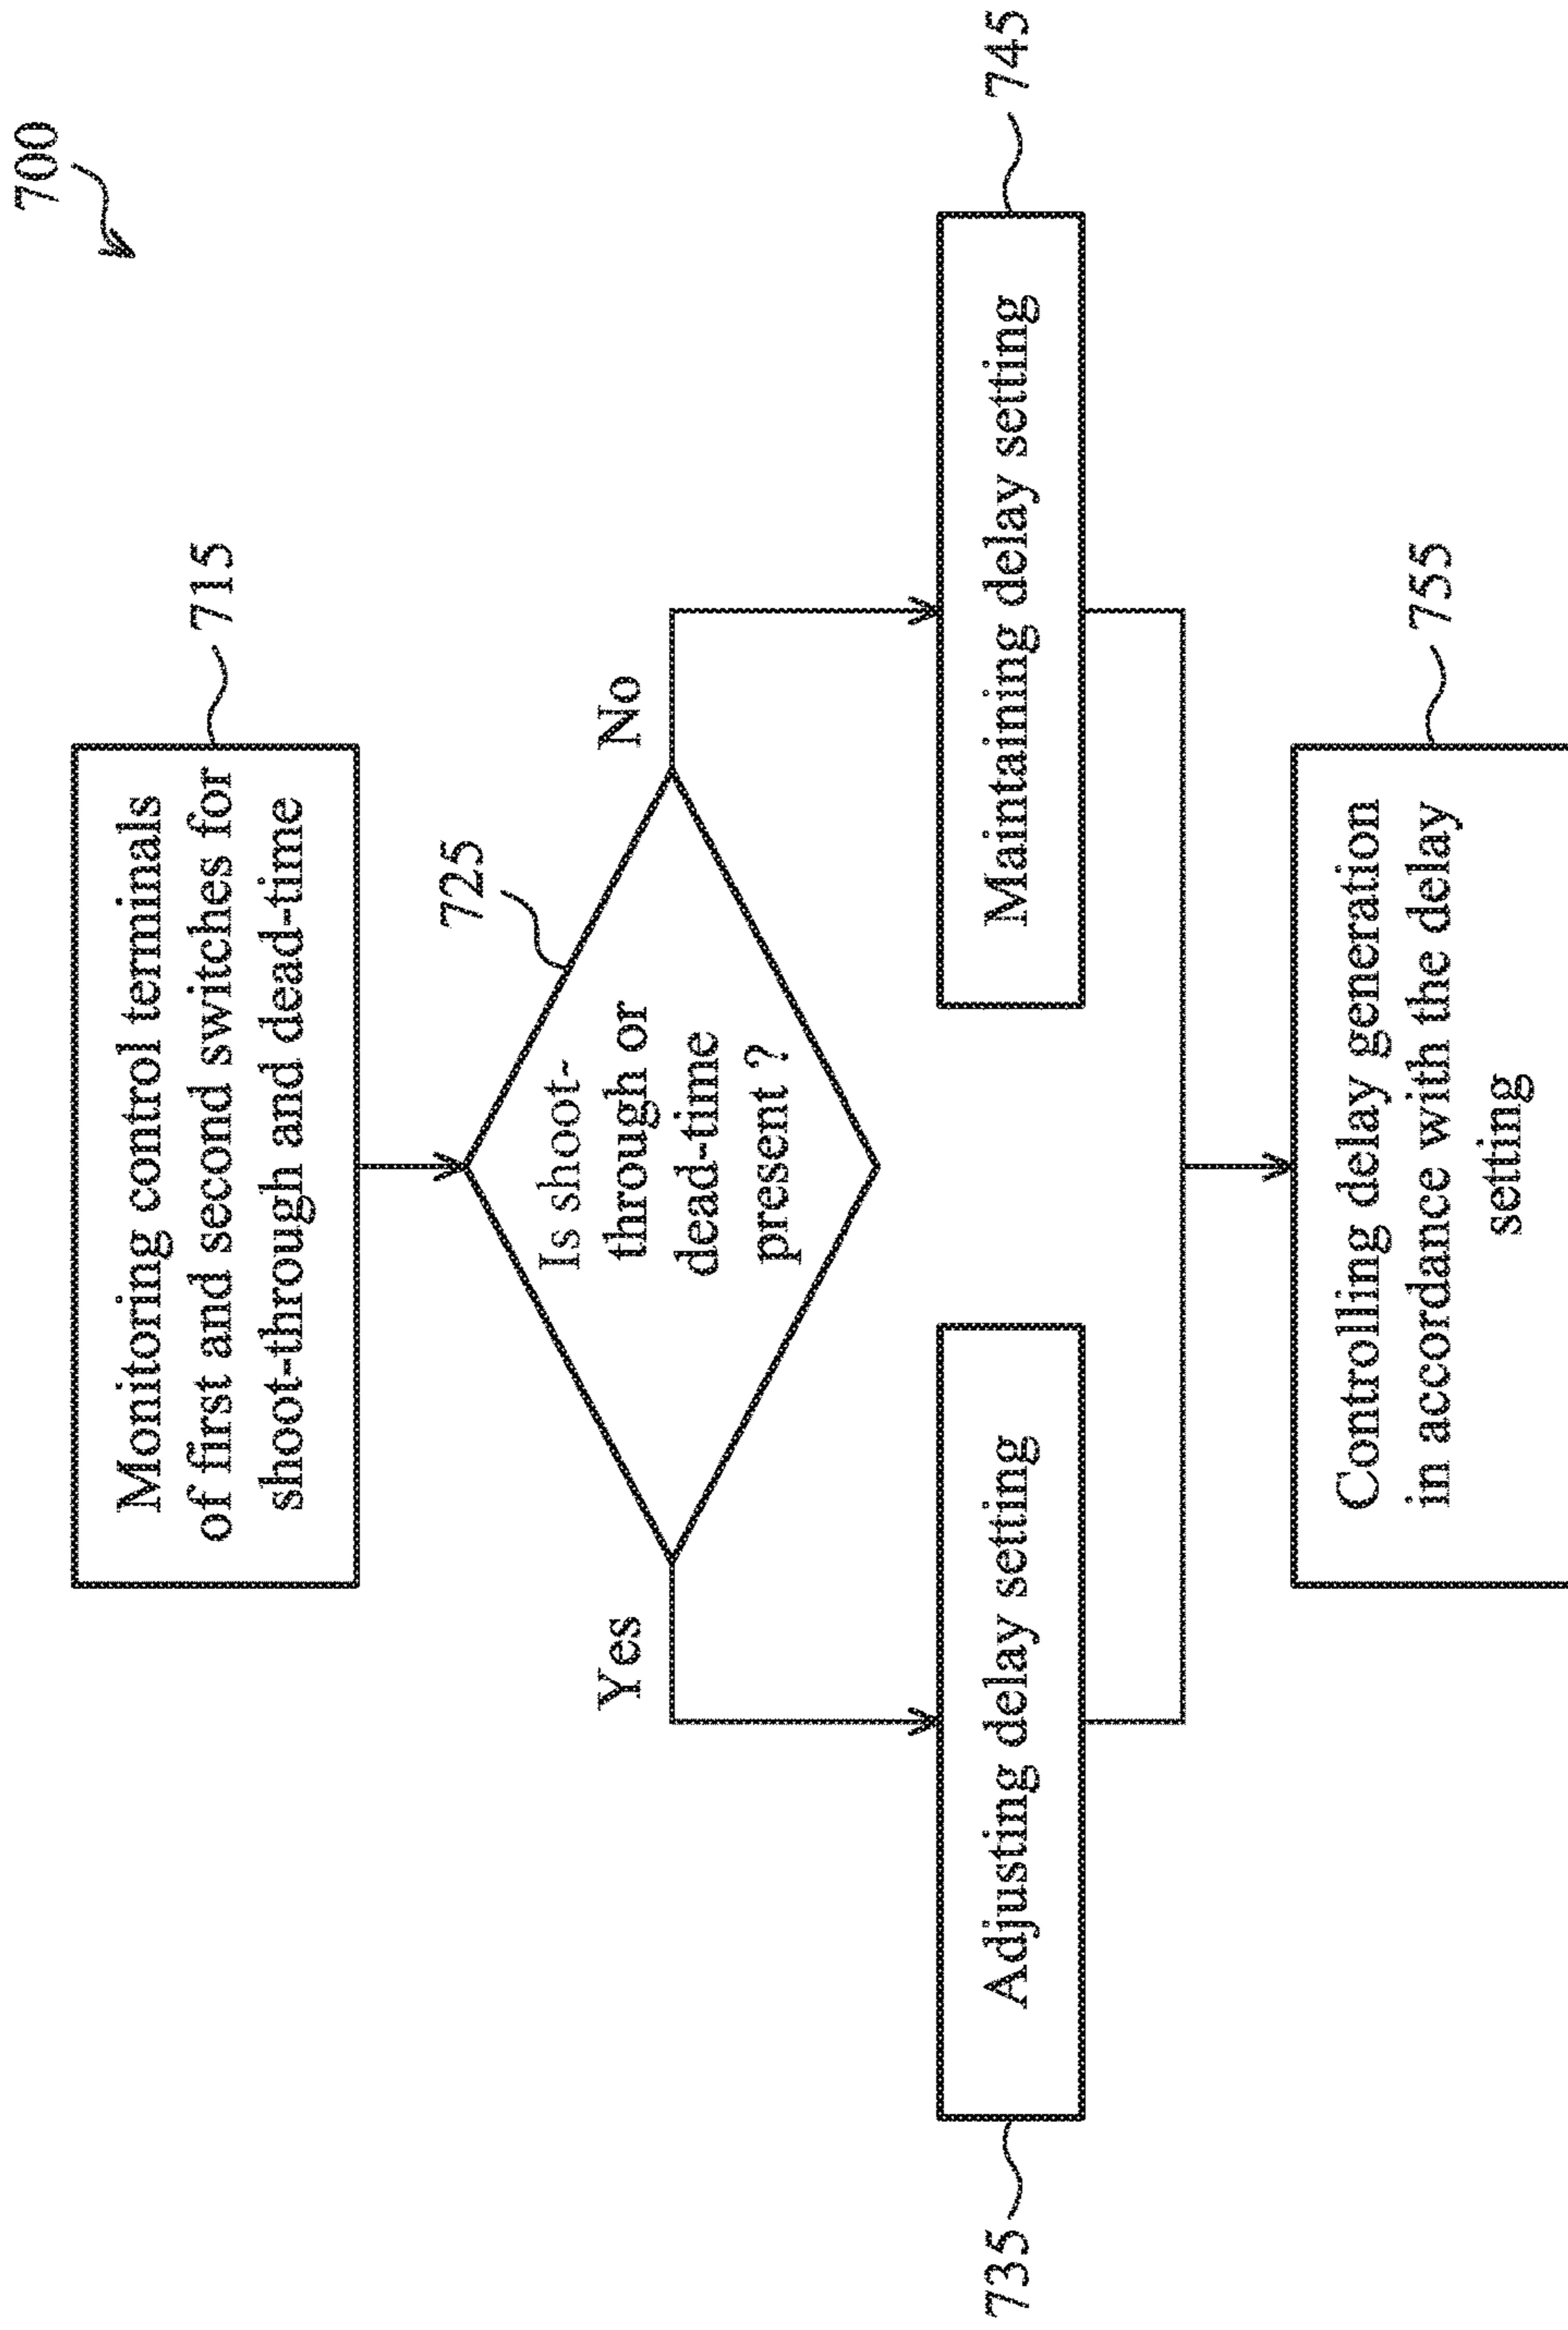 700
Monitoring control terminals
of first and second switches for
shoot-through and dead-time
715
725
Is shoot-
through or
dead-time
present ?
Yes
No
735
Adjusting delay setting
Maintaining delay setting
745
Controlling delay generation
in accordance with the delay
setting
755